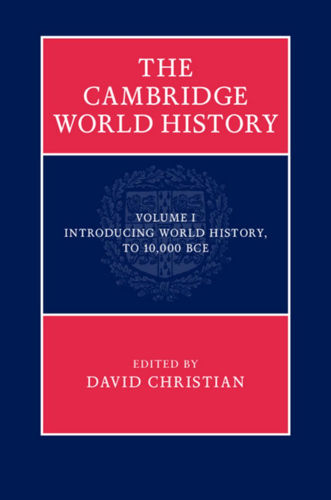 THE
CAMBRIDGE
WORLD HISTORY
VOLUME I
INTRODUCING WORLD HISTORY,
TO 10,000 BCE
EDITED BY
DAVID CHRISTIAN